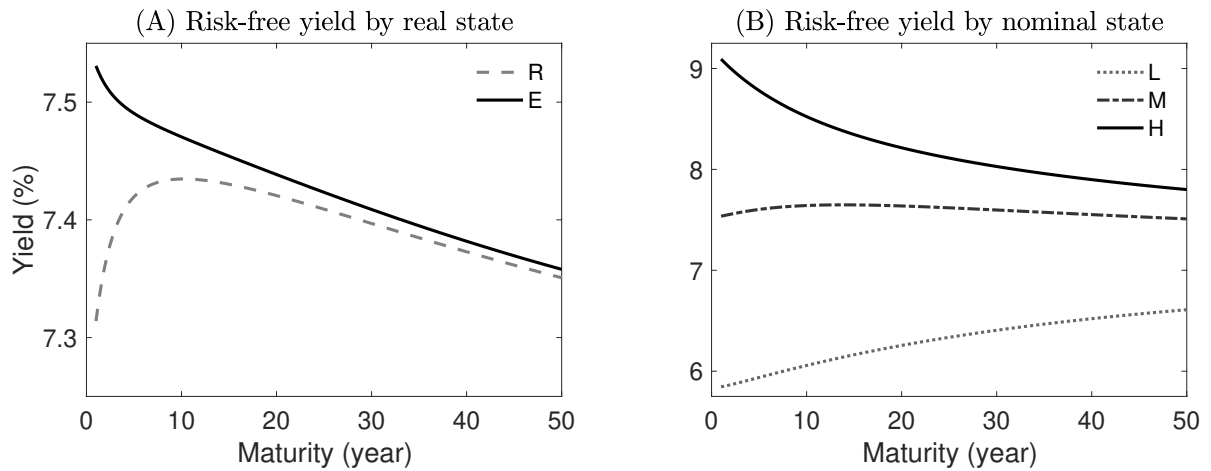 (A) Risk-free yield by real state
R
E
7.5
7.4
7.3
Yield (%)
0 10 20 30 40 50
Maturity (year)
(B) Risk-free yield by nominal state
L
M
H
9
8
7
6
0 10 20 30 40 50
Maturity (year)